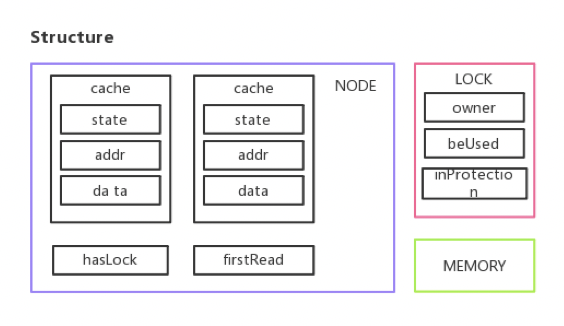 Structure
NODE
cache
state
addr
da ta
cache
state
addr
data
hasLock
firstRead
LOCK
owner
beUsed
inProtectio
n
MEMORY